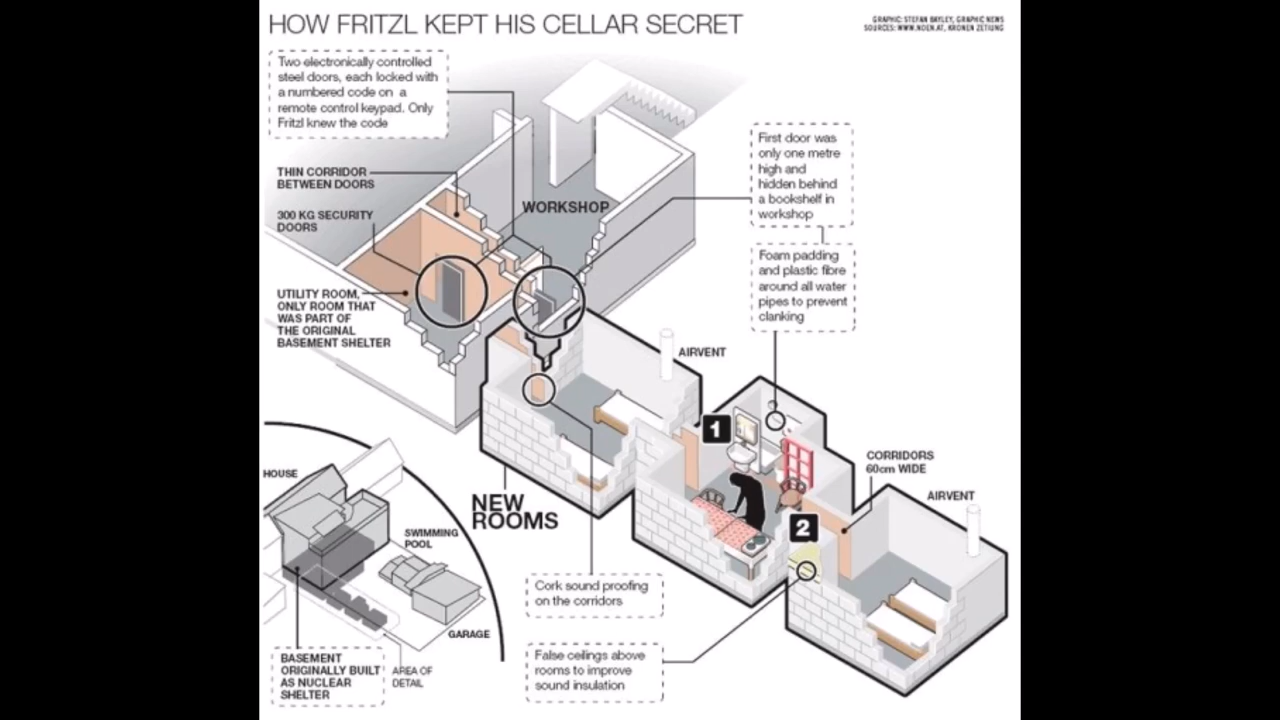 HOW FRITZL KEPT HIS CELLAR SECRET
GRAPHIC: STEFAN BAYLEY, GRAPHIC NEWS
SOURCES: WWW.NOEN.AT, KRONEN ZEITUNG
Two electronically controlled
steel doors, each locked with
a numbered code on a
remote control keypad. Only
Fritzl knew the code
First door was
only one metre
high and
hidden behind
a bookshelf in
workshop
THIN CORRIDOR
BETWEEN DOORS
WORKSHOP
300 KG SECURITY
DOORS
Foam padding
and plastic fibre
around all water
pipes to prevent
clanking
UTILITY ROOM,
ONLY ROOM THAT
WAS PART OF
THE ORIGINAL
BASEMENT SHELTER
AIRVENT
1
CORRIDORS
60cm WIDE
AIRVENT
HOUSE
NEW
ROOMS
2
SWIMMING
POOL
Cork sound proofing
on the corridors
GARAGE
False ceilings above
rooms to improve
sound insulation
BASEMENT
ORIGINALLY BUILT
AS NUCLEAR
SHELTER
AREA OF
DETAIL